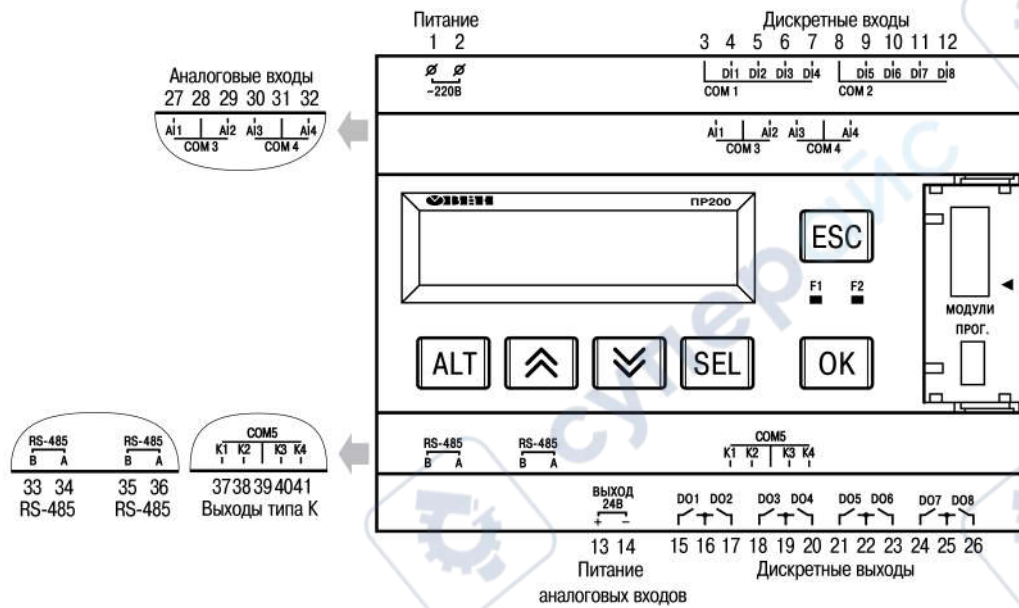 Питание
1 2
Дискретные входы
3 4 5 6 7 8 9 10 11 12
~220В
DI1 DI2 DI3 DI4 DI5 DI6 DI7 DI8
COM 1 COM 2
Аналоговые входы
27 28 29 30 31 32
AI1 AI2 AI3 AI4
COM 3 COM 4
AI1 AI2 AI3 AI4
COM 3 COM 4
ОВЕН ПР200
ESC
F1 F2
МОДУЛИ
ПРОГ.
ALT SEL OK
RS-485 RS-485
B A B A
COM5
K1 K2 K3 K4
33 34 35 36 37 38 39 40 41
RS-485 RS-485 Выходы типа К
RS-485 RS-485
B A B A
COM5
K1 K2 K3 K4
ВЫХОД
24В
+ −
DO1 DO2 DO3 DO4 DO5 DO6 DO7 DO8
13 14 15 16 17 18 19 20 21 22 23 24 25 26
Питание
аналоговых входов
Дискретные выходы
суперайс